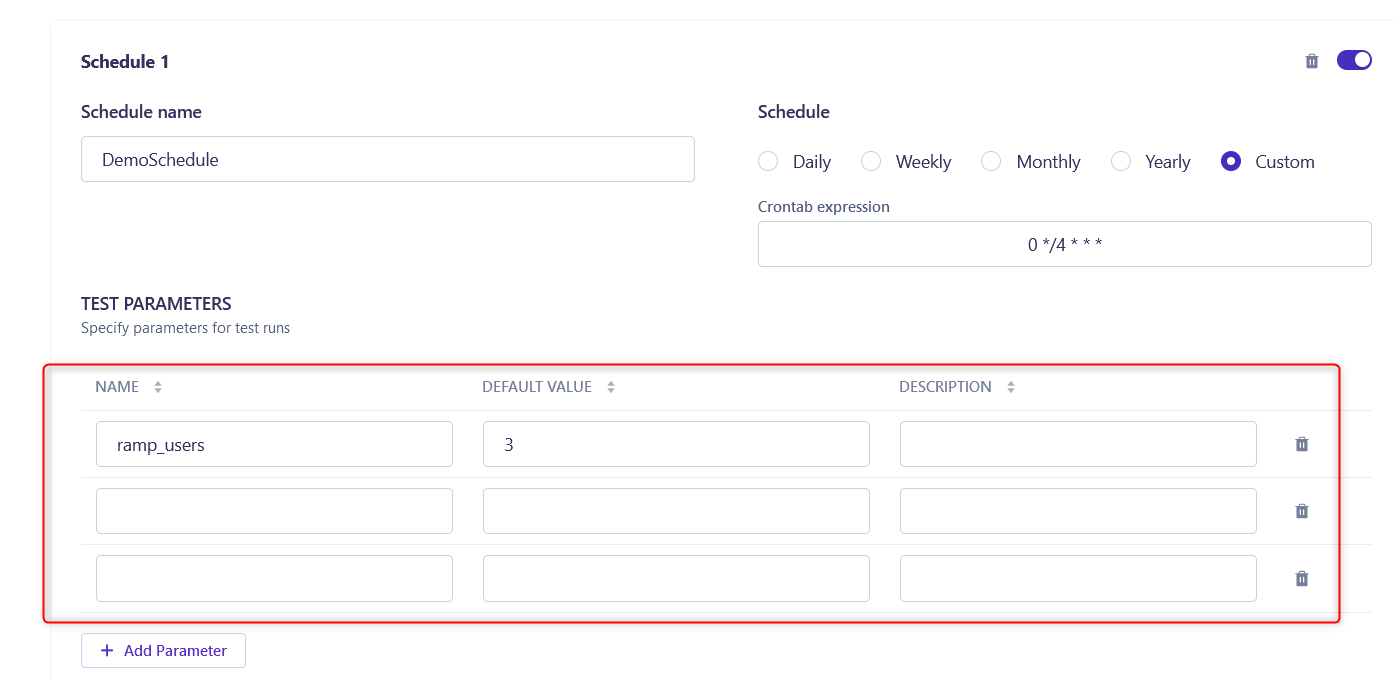 Schedule 1
Schedule name
Schedule
DemoSchedule
Daily Weekly Monthly Yearly Custom
Crontab expression
0 */4 * * *
TEST PARAMETERS
Specify parameters for test runs
NAME DEFAULT VALUE DESCRIPTION
ramp_users 3
+ Add Parameter